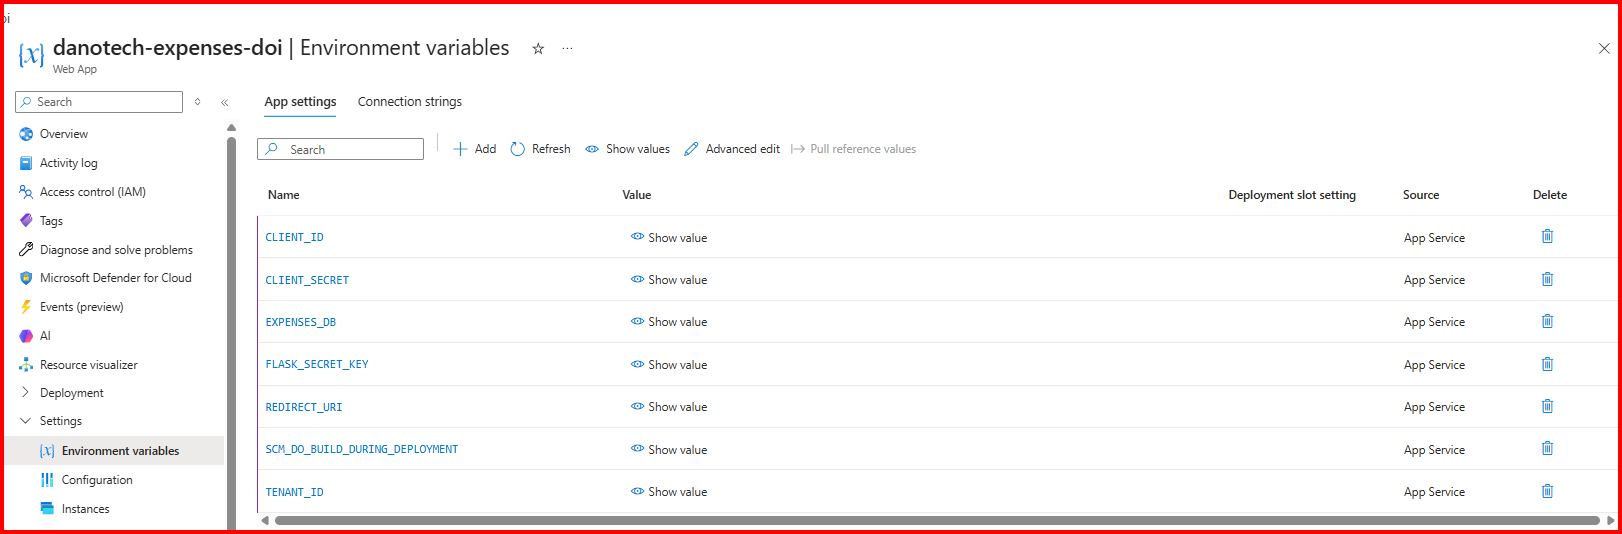 oi
danotech-expenses-doi | Environment variables
Web App
Search
Overview
Activity log
Access control (IAM)
Tags
Diagnose and solve problems
Microsoft Defender for Cloud
Events (preview)
AI
Resource visualizer
Deployment
Settings
Environment variables
Configuration
Instances
App settings Connection strings
Search Add Refresh Show values Advanced edit Pull reference values
Name Value Deployment slot setting Source Delete
CLIENT_ID Show value App Service
CLIENT_SECRET Show value App Service
EXPENSES_DB Show value App Service
FLASK_SECRET_KEY Show value App Service
REDIRECT_URI Show value App Service
SCM_DO_BUILD_DURING_DEPLOYMENT Show value App Service
TENANT_ID Show value App Service